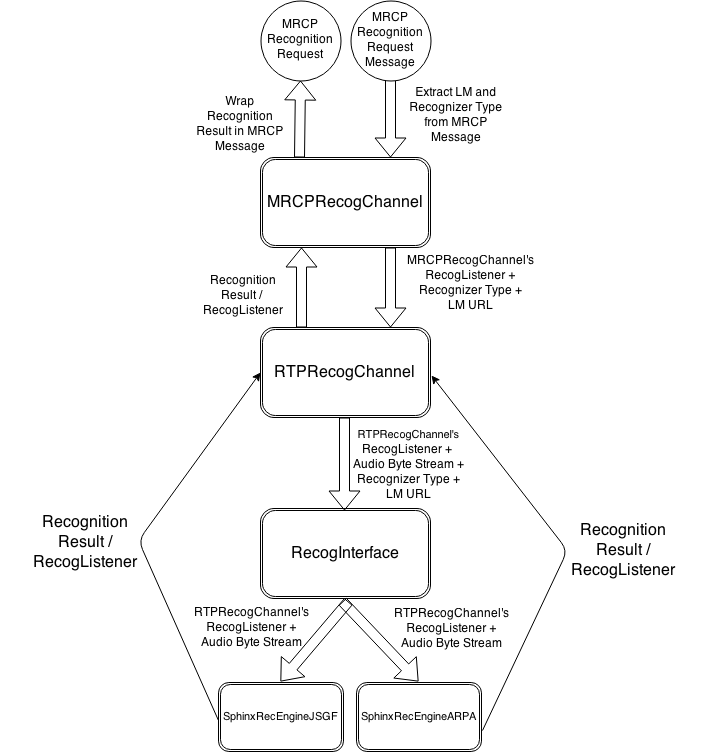 MRCP
Recognition
Request
MRCP
Recognition
Request
Message
Wrap
Recognition
Result in MRCP
Message
Extract LM and
Recognizer Type
from MRCP
Message
MRCPRecogChannel
Recognition
Result /
RecogListener
MRCPRecogChannel's
RecogListener +
Recognizer Type +
LM URL
RTPRecogChannel
RTPRecogChannel's
RecogListener +
Audio Byte Stream +
Recognizer Type +
LM URL
Recognition
Result /
RecogListener
RecogInterface
Recognition
Result /
RecogListener
RTPRecogChannel's
RecogListener +
Audio Byte Stream
RTPRecogChannel's
RecogListener +
Audio Byte Stream
SphinxRecEngineJSGF
SphinxRecEngineARPA